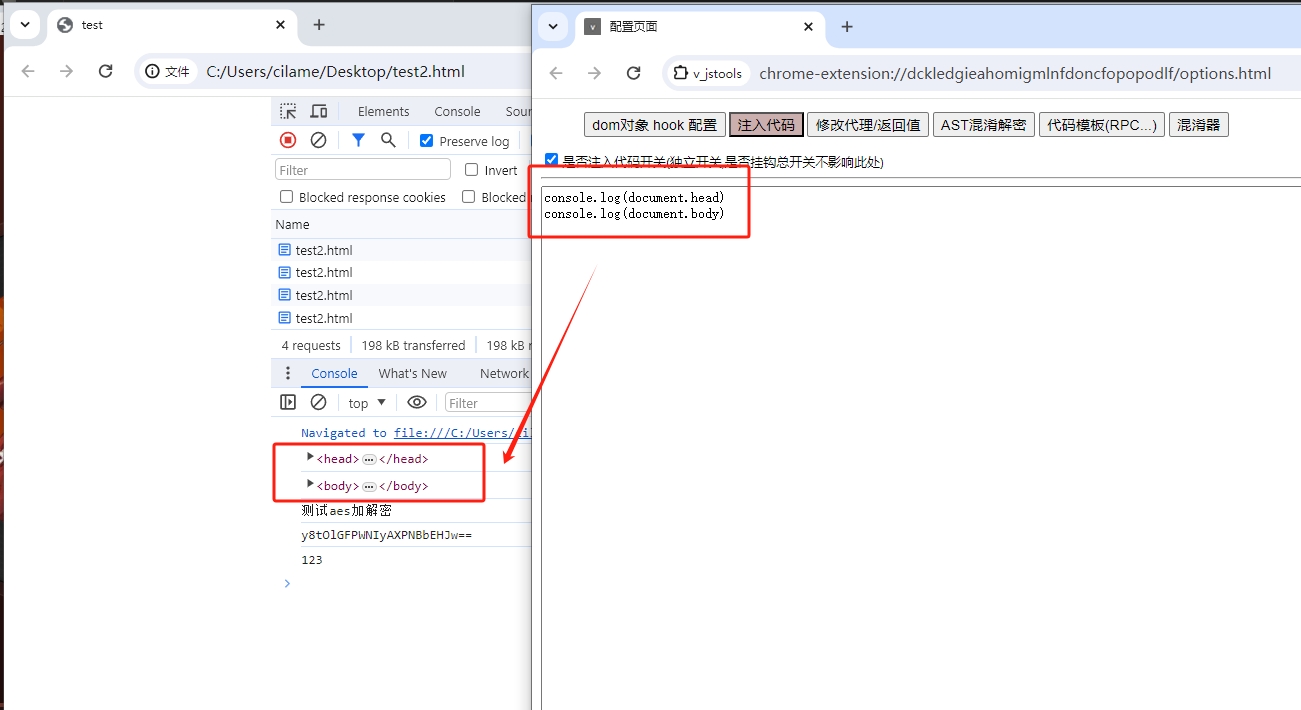 test
文件
C:/Users/cilame/Desktop/test2.html
Elements
Console
Sour
Preserve log
Filter
Invert
Blocked response cookies
Blocked
Name
test2.html
test2.html
test2.html
test2.html
4 requests
198 kB transferred
198 kB r
Console
What's New
Network
top
Filter
Navigated to file:///C:/Users/ci
<head> … </head>
<body> … </body>
测试aes加解密
y8tOlGFPWNIyAXPNBbEHJw==
123
配置页面
v_jstools
chrome-extension://dckledgieahomigmlnfdoncfopopodlf/options.html
dom对象 hook 配置
注入代码
修改代理/返回值
AST混淆解密
代码模板(RPC...)
混淆器
是否注入代码开关(独立开关,是否挂钩总开关不影响此处)
console.log(document.head)
console.log(document.body)